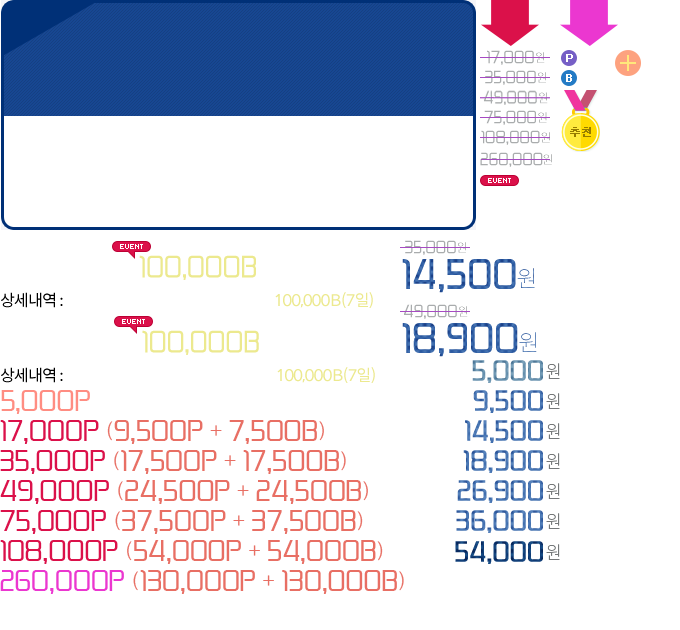 17,000원
P
35,000원
B
49,000원
75,000원
추천
108,000원
260,000원
EVENT
EVENT
100,000B
35,000원
14,500원
상세내역 :
100,000B(7일)
EVENT
100,000B
49,000원
18,900원
상세내역 :
100,000B(7일)
5,000원
5,000P
9,500원
17,000P (9,500P + 7,500B)
14,500원
35,000P (17,500P + 17,500B)
18,900원
49,000P (24,500P + 24,500B)
26,900원
75,000P (37,500P + 37,500B)
36,000원
108,000P (54,000P + 54,000B)
54,000원
260,000P (130,000P + 130,000B)